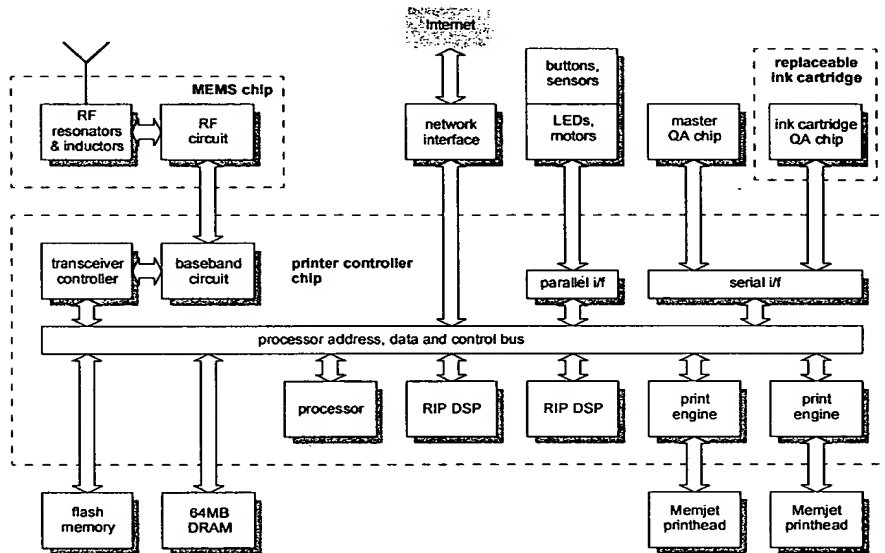 Internet
MEMS chip
RF
resonators
& inductors
RF
circuit
network
interface
buttons,
sensors
LEDs,
motors
master
QA chip
replaceable
ink cartridge
ink cartridge
QA chip
transceiver
controller
baseband
circuit
printer controller
chip
parallel i/f
serial i/f
processor address, data and control bus
processor
RIP DSP
RIP DSP
print
engine
print
engine
flash
memory
64MB
DRAM
Memjet
printhead
Memjet
printhead